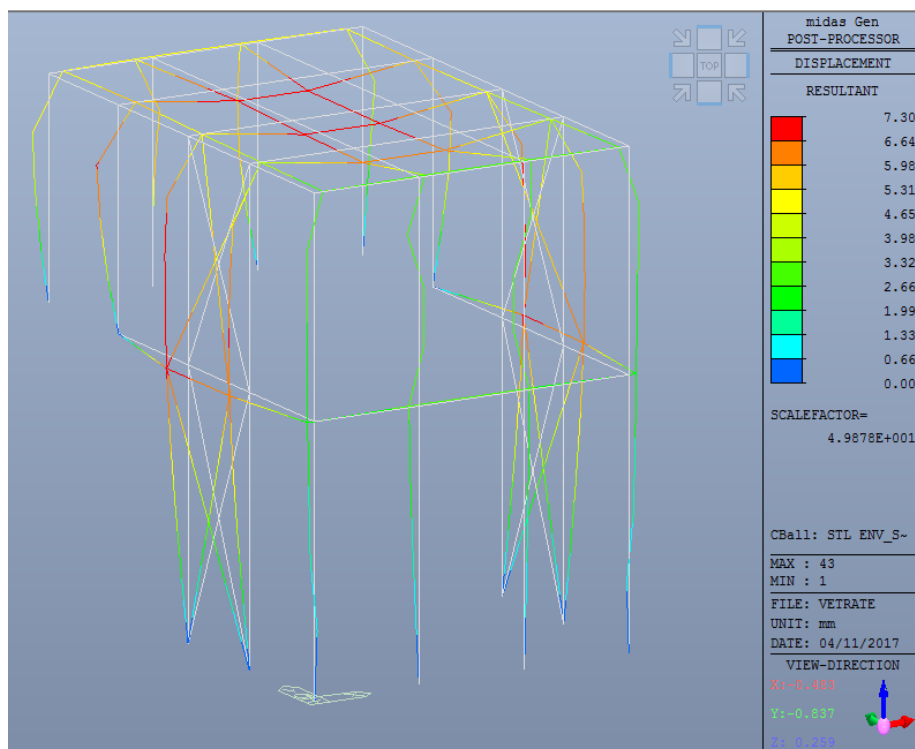 TOP
midas Gen
POST-PROCESSOR
DISPLACEMENT
RESULTANT
7.30
6.64
5.98
5.31
4.65
3.98
3.32
2.66
1.99
1.33
0.66
0.00
SCALEFACTOR=
4.9878E+001
CBall: STL ENV_S~
MAX : 43
MIN : 1
FILE: VETRATE
UNIT: mm
DATE: 04/11/2017
VIEW-DIRECTION
X:-0.483
Y:-0.837
Z: 0.259